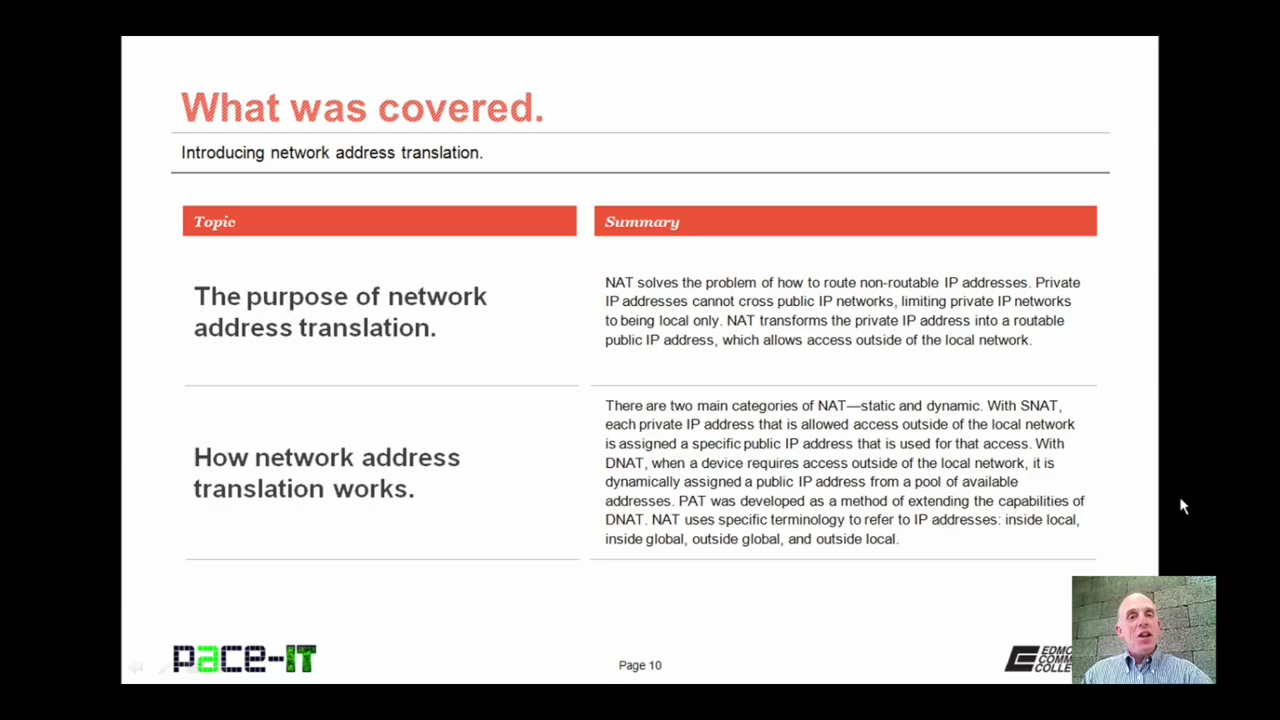 What was covered.
Introducing network address translation.
Topic
Summary
The purpose of network
address translation.
NAT solves the problem of how to route non-routable IP addresses. Private
IP addresses cannot cross public IP networks, limiting private IP networks
to being local only. NAT transforms the private IP address into a routable
public IP address, which allows access outside of the local network.
How network address
translation works.
There are two main categories of NAT—static and dynamic. With SNAT,
each private IP address that is allowed access outside of the local network
is assigned a specific public IP address that is used for that access. With
DNAT, when a device requires access outside of the local network, it is
dynamically assigned a public IP address from a pool of available
addresses. PAT was developed as a method of extending the capabilities of
DNAT. NAT uses specific terminology to refer to IP addresses: inside local,
inside global, outside global, and outside local.
pace-IT
Page 10